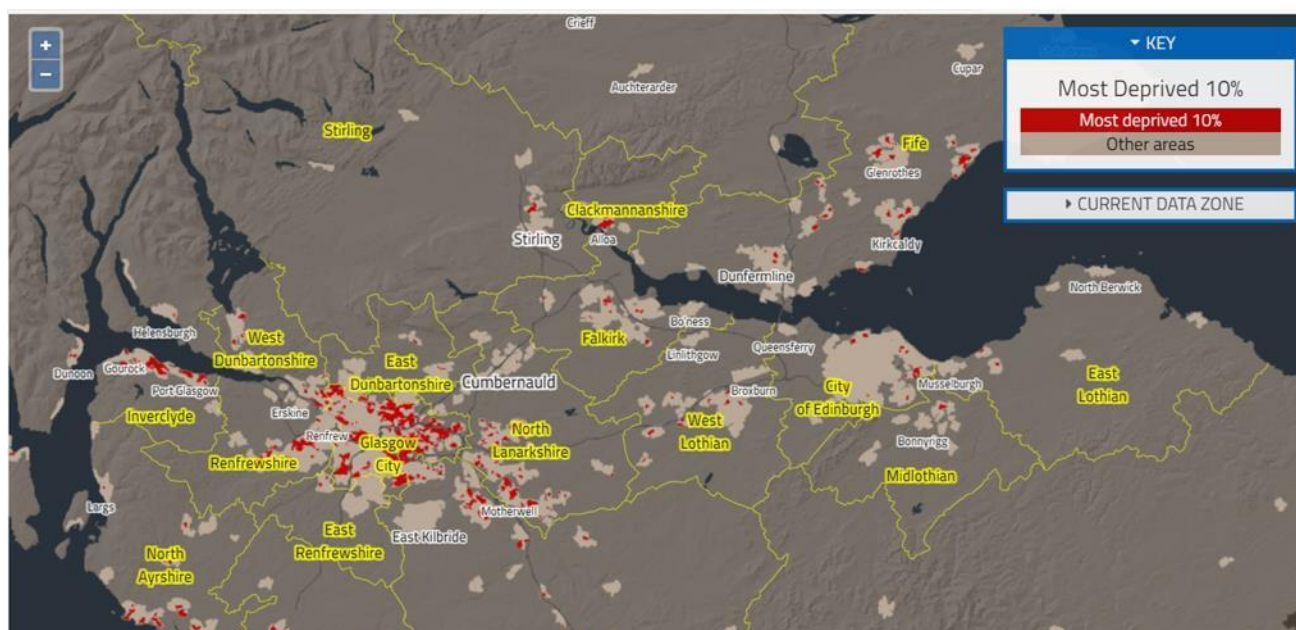 +
−
Crieff
Auchterarder
Cupar
KEY
Most Deprived 10%
Most deprived 10%
Other areas
CURRENT DATA ZONE
Stirling
Fife
Glenrothes
Clackmannanshire
Stirling
Alloa
Kirkcaldy
Dunfermline
North Berwick
Helensburgh
West
Dunbartonshire
Falkirk
Bo'ness
Linlithgow
Queensferry
Dunoon
Gourock
Port Glasgow
East
Dunbartonshire
Cumbernauld
Broxburn
City
of Edinburgh
Musselburgh
East
Lothian
Inverclyde
Erskine
Renfrew
Glasgow
City
North
Lanarkshire
West
Lothian
Bonnyrigg
Renfrewshire
Midlothian
Largs
Motherwell
East
Renfrewshire
East Kilbride
North
Ayrshire